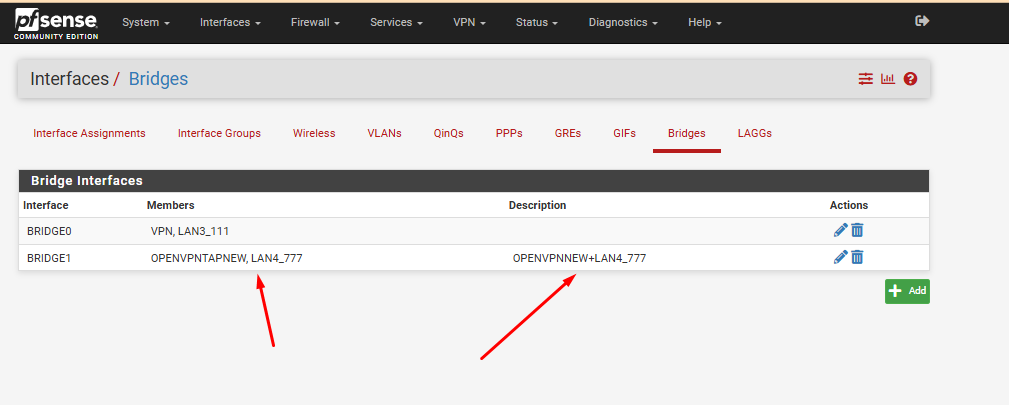 pfsense
COMMUNITY EDITION
System Interfaces Firewall Services VPN Status Diagnostics Help
Interfaces / Bridges
Interface Assignments Interface Groups Wireless VLANs QinQs PPPs GREs GIFs Bridges LAGGs
Bridge Interfaces
Interface Members Description Actions
BRIDGE0 VPN, LAN3_111
BRIDGE1 OPENVPNTAPNEW, LAN4_777 OPENVPNNEW+LAN4_777
Add